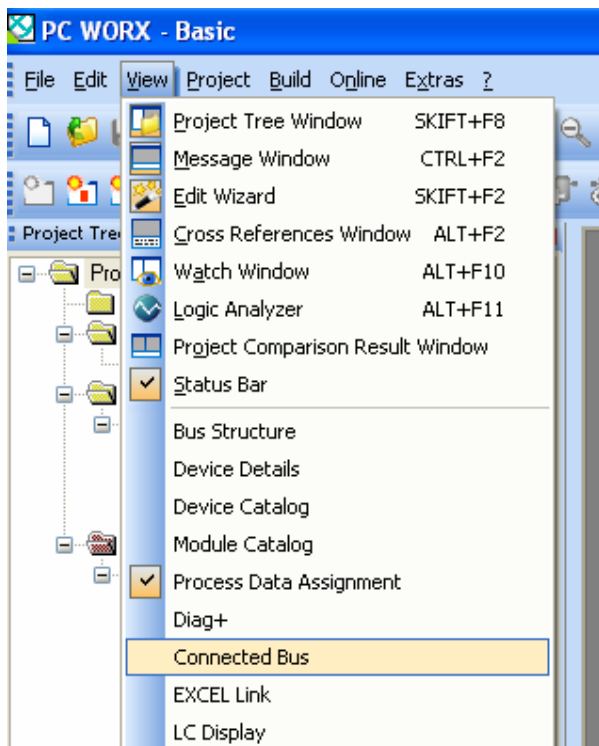 PC WORX - Basic
File Edit View Project Build Online Extras ?
Project Tree Window SKIFT+F8
Message Window CTRL+F2
Edit Wizard SKIFT+F2
Project Tre
Cross References Window ALT+F2
Pro
Watch Window ALT+F10
Logic Analyzer ALT+F11
Project Comparison Result Window
Status Bar
Bus Structure
Device Details
Device Catalog
Module Catalog
Process Data Assignment
Diag+
Connected Bus
EXCEL Link
LC Display